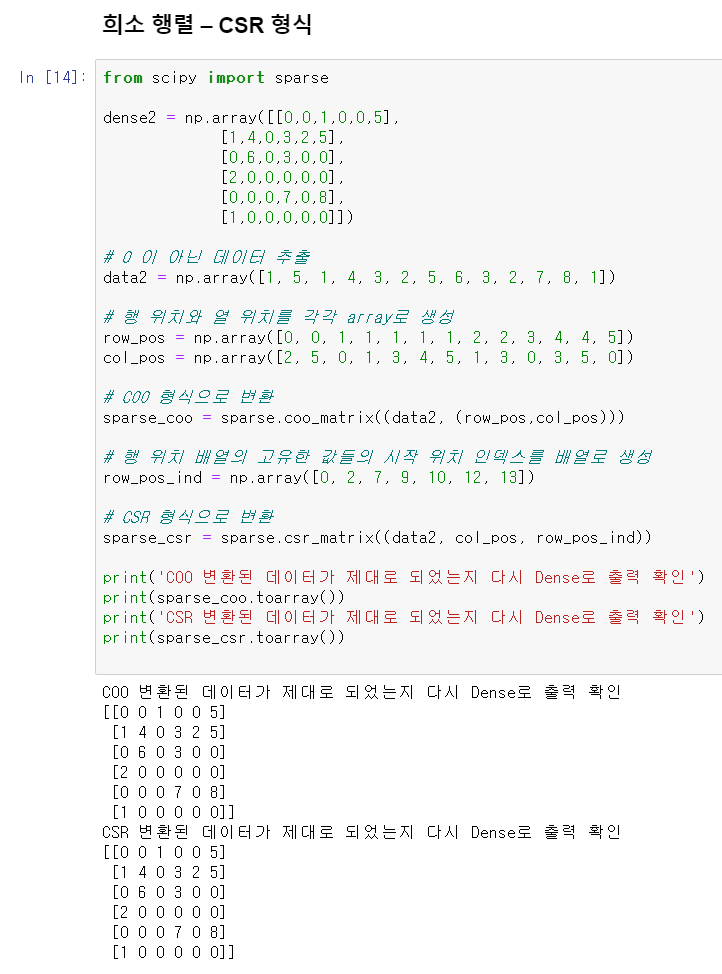 희소 행렬 – CSR 형식
In [14]: from scipy import sparse
dense2 = np.array([[0,0,1,0,0,5],
[1,4,0,3,2,5],
[0,6,0,3,0,0],
[2,0,0,0,0,0],
[0,0,0,7,0,8],
[1,0,0,0,0,0]])
# 0 이 아닌 데이터 추출
data2 = np.array([1, 5, 1, 4, 3, 2, 5, 6, 3, 2, 7, 8, 1])
# 행 위치와 열 위치를 각각 array로 생성
row_pos = np.array([0, 0, 1, 1, 1, 1, 1, 2, 2, 3, 4, 4, 5])
col_pos = np.array([2, 5, 0, 1, 3, 4, 5, 1, 3, 0, 3, 5, 0])
# COO 형식으로 변환
sparse_coo = sparse.coo_matrix((data2, (row_pos,col_pos)))
# 행 위치 배열의 고유한 값들의 시작 위치 인덱스를 배열로 생성
row_pos_ind = np.array([0, 2, 7, 9, 10, 12, 13])
# CSR 형식으로 변환
sparse_csr = sparse.csr_matrix((data2, col_pos, row_pos_ind))
print('COO 변환된 데이터가 제대로 되었는지 다시 Dense로 출력 확인')
print(sparse_coo.toarray())
print('CSR 변환된 데이터가 제대로 되었는지 다시 Dense로 출력 확인')
print(sparse_csr.toarray())
COO 변환된 데이터가 제대로 되었는지 다시 Dense로 출력 확인
[[0 0 1 0 0 5]
[1 4 0 3 2 5]
[0 6 0 3 0 0]
[2 0 0 0 0 0]
[0 0 0 7 0 8]
[1 0 0 0 0 0]]
CSR 변환된 데이터가 제대로 되었는지 다시 Dense로 출력 확인
[[0 0 1 0 0 5]
[1 4 0 3 2 5]
[0 6 0 3 0 0]
[2 0 0 0 0 0]
[0 0 0 7 0 8]
[1 0 0 0 0 0]]